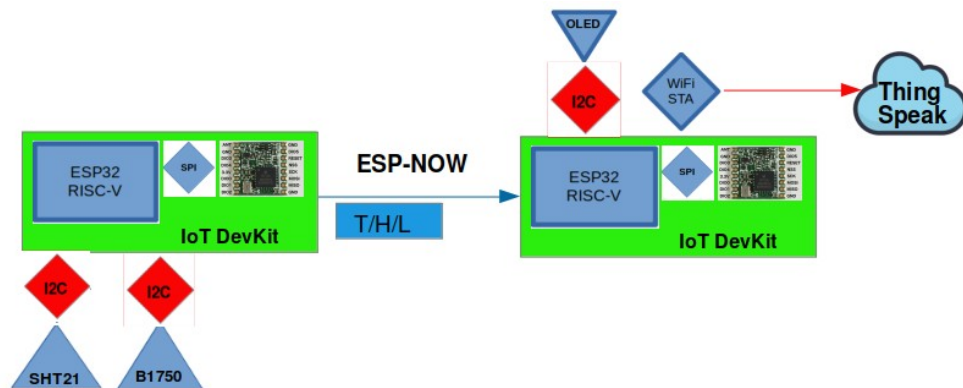 OLED
I2C
WiFi
STA
Thing
Speak
ESP32
RISC-V
SPI
IoT DevKit
ESP-NOW
T/H/L
ESP32
RISC-V
SPI
IoT DevKit
I2C
I2C
SHT21
B1750